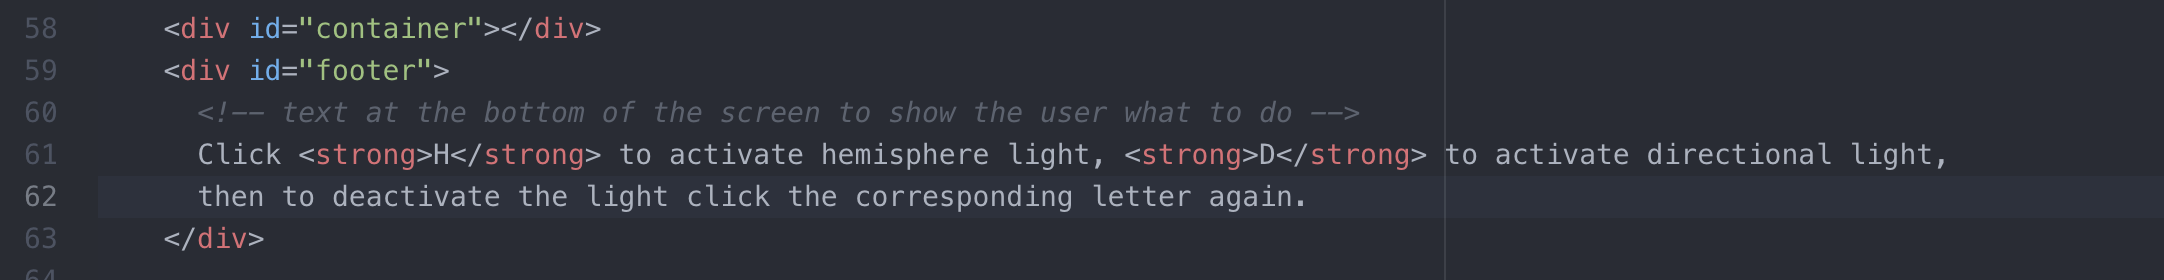 58 <div id="container"></div>
59 <div id="footer">
60 <!-- text at the bottom of the screen to show the user what to do -->
61 Click <strong>H</strong> to activate hemisphere light, <strong>D</strong> to activate directional light,
62 then to deactivate the light click the corresponding letter again.
63 </div>
64